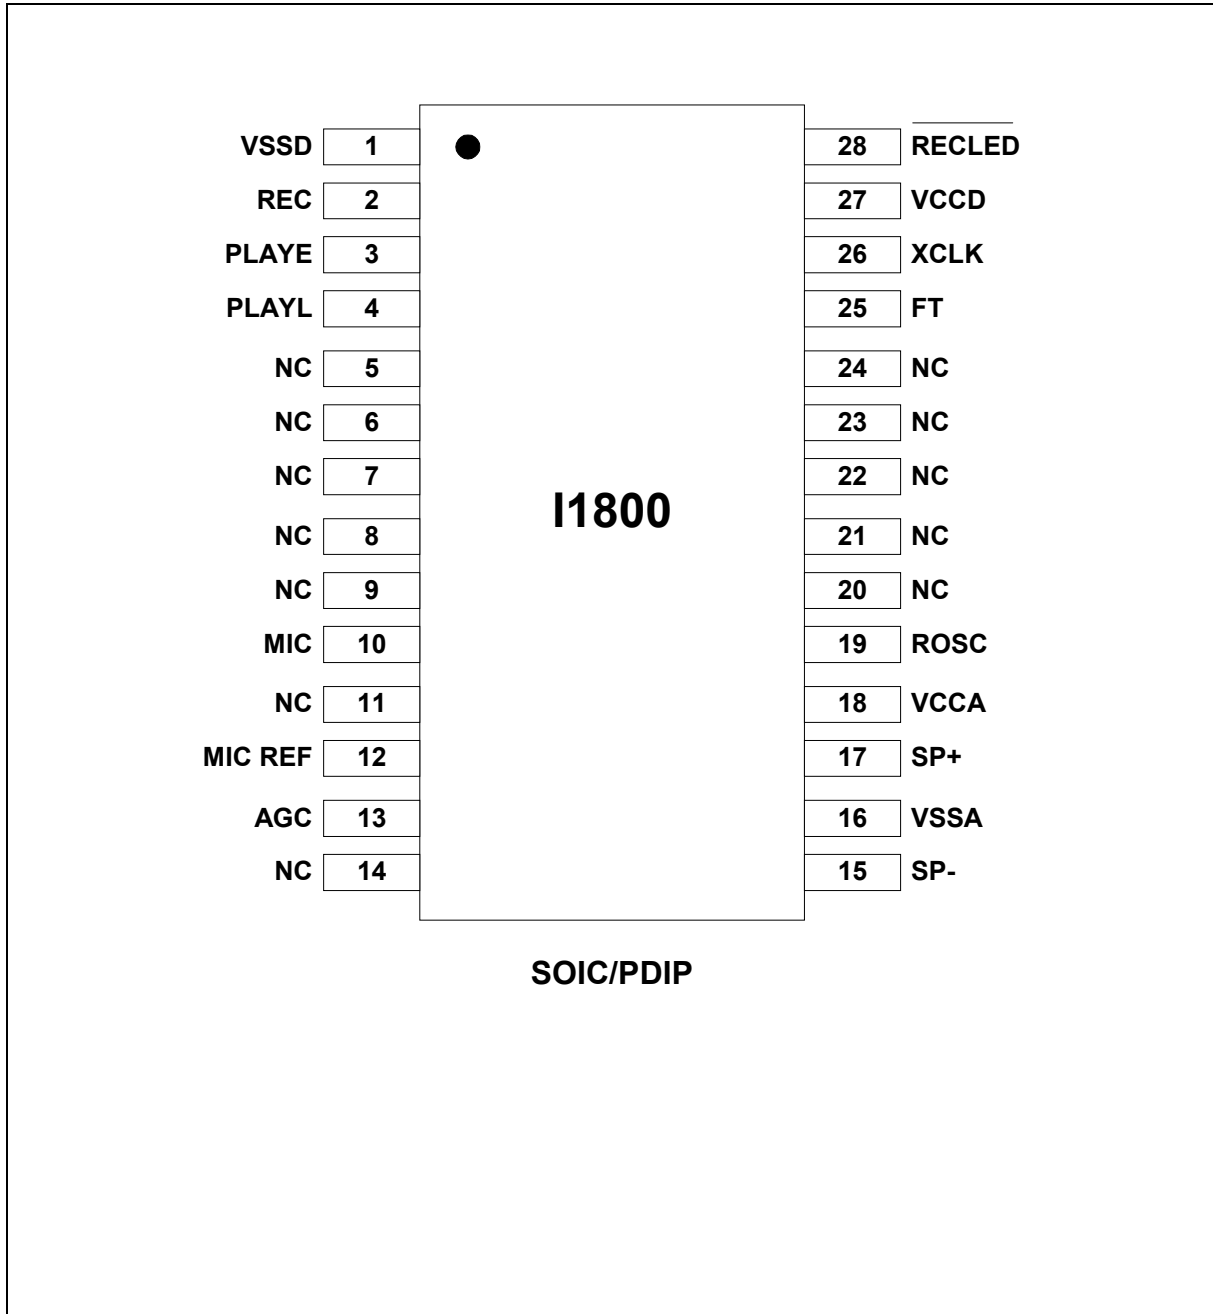 VSSD 1 28 RECLED
REC 2 27 VCCD
PLAYE 3 26 XCLK
PLAYL 4 25 FT
NC 5 24 NC
NC 6 23 NC
NC 7 22 NC
I1800
NC 8 21 NC
NC 9 20 NC
MIC 10 19 ROSC
NC 11 18 VCCA
MIC REF 12 17 SP+
AGC 13 16 VSSA
NC 14 15 SP-
SOIC/PDIP